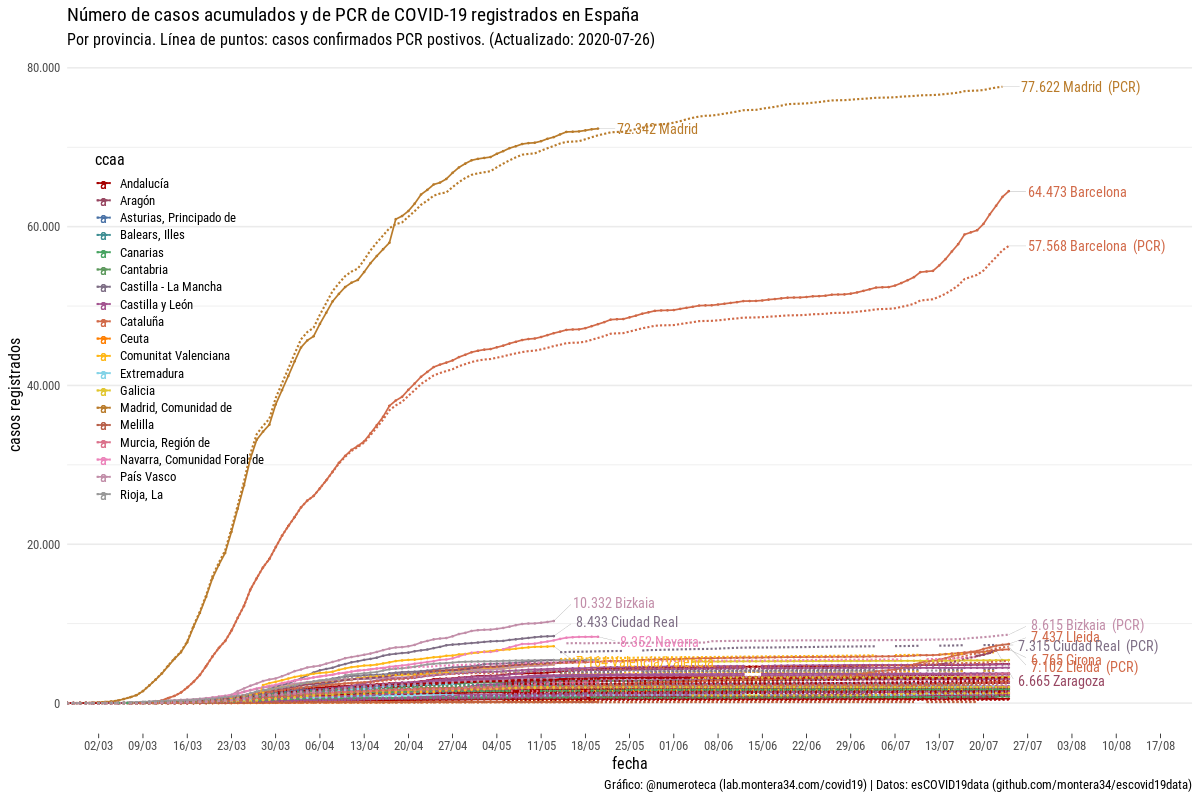 Número de casos acumulados y de PCR de COVID-19 registrados en España
Por provincia. Línea de puntos: casos confirmados PCR postivos. (Actualizado: 2020-07-26)
80.000
60.000
40.000
20.000
0
casos registrados
ccaa
Andalucía
Aragón
Asturias, Principado de
Balears, Illes
Canarias
Cantabria
Castilla - La Mancha
Castilla y León
Cataluña
Ceuta
Comunitat Valenciana
Extremadura
Galicia
Madrid, Comunidad de
Melilla
Murcia, Región de
Navarra, Comunidad Foral de
País Vasco
Rioja, La
77.622 Madrid (PCR)
72.342 Madrid
64.473 Barcelona
57.568 Barcelona (PCR)
10.332 Bizkaia
8.433 Ciudad Real
8.352 Navarra
8.615 Bizkaia (PCR)
7.437 Lleida
7.315 Ciudad Real (PCR)
6.765 Girona
7.102 Lleida (PCR)
6.665 Zaragoza
02/03 09/03 16/03 23/03 30/03 06/04 13/04 20/04 27/04 04/05 11/05 18/05 25/05 01/06 08/06 15/06 22/06 29/06 06/07 13/07 20/07 27/07 03/08 10/08 17/08
fecha
Gráfico: @numeroteca (lab.montera34.com/covid19) | Datos: esCOVID19data (github.com/montera34/escovid19data)